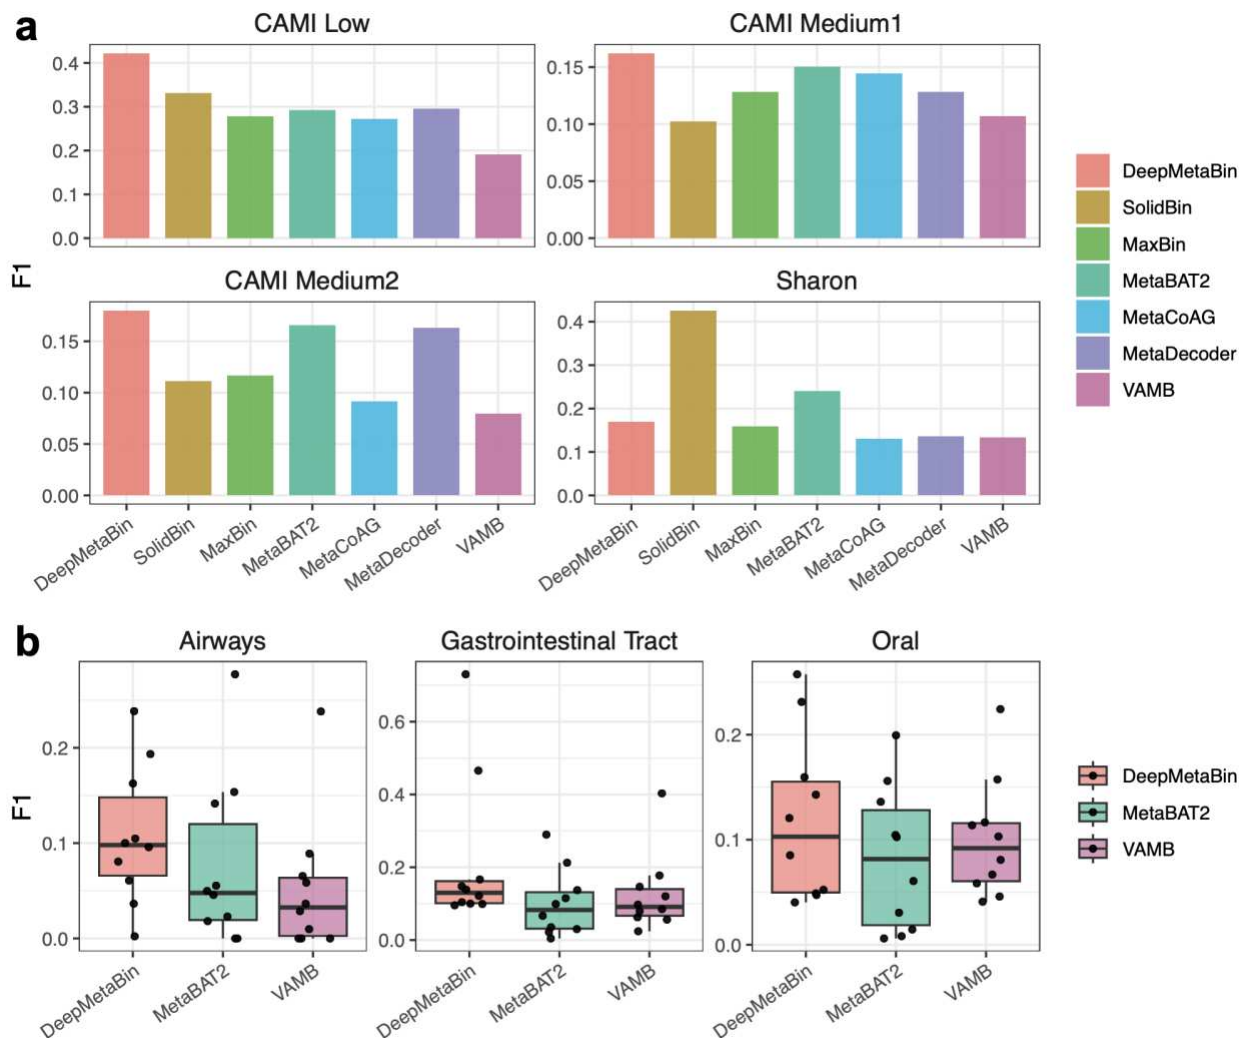 a
CAMI Low
CAMI Medium1
0.4
0.3
0.2
0.1
0.0
0.15
0.10
0.05
0.00
F1
CAMI Medium2
Sharon
0.15
0.10
0.05
0.00
0.4
0.3
0.2
0.1
0.0
DeepMetaBin
SolidBin
MaxBin
MetaBAT2
MetaCoAG
MetaDecoder
VAMB
DeepMetaBin
SolidBin
MaxBin
MetaBAT2
MetaCoAG
MetaDecoder
VAMB
DeepMetaBin
SolidBin
MaxBin
MetaBAT2
MetaCoAG
MetaDecoder
VAMB
b
Airways
Gastrointestinal Tract
Oral
F1
0.2
0.1
0.0
0.6
0.4
0.2
0.0
0.2
0.1
0.0
DeepMetaBin
MetaBAT2
VAMB
DeepMetaBin
MetaBAT2
VAMB
DeepMetaBin
MetaBAT2
VAMB
DeepMetaBin
MetaBAT2
VAMB